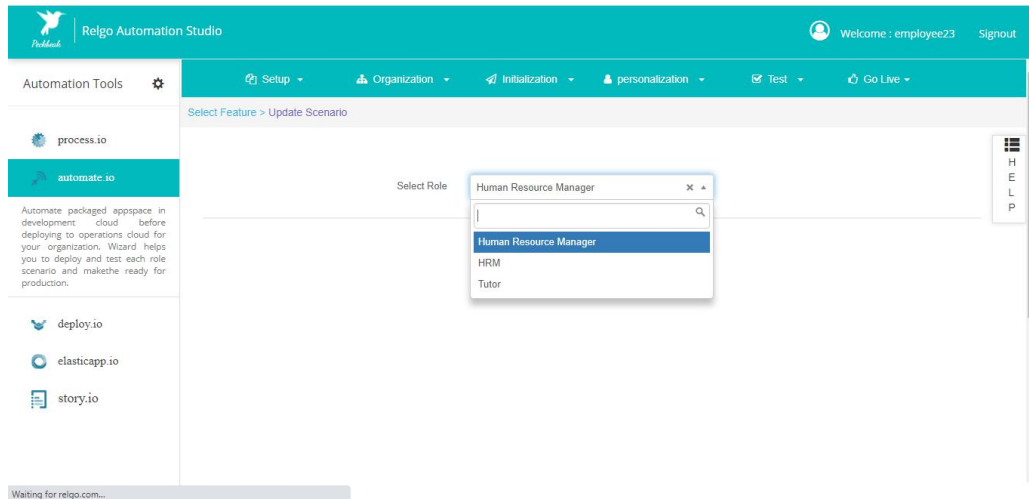 Relgo Automation Studio
Welcome : employee23
Signout
Automation Tools
Setup
Organization
Initialization
personalization
Test
Go Live
Select Feature > Update Scenario
process.io
automate.io
Automate packaged appspace in
development cloud before
deploying to operations cloud for
your organization. Wizard helps
you to deploy and test each role
scenario and makethe ready for
production.
deploy.io
elasticapp.io
story.io
Select Role
Human Resource Manager
Human Resource Manager
HRM
Tutor
H
E
L
P
Waiting for relgo.com...